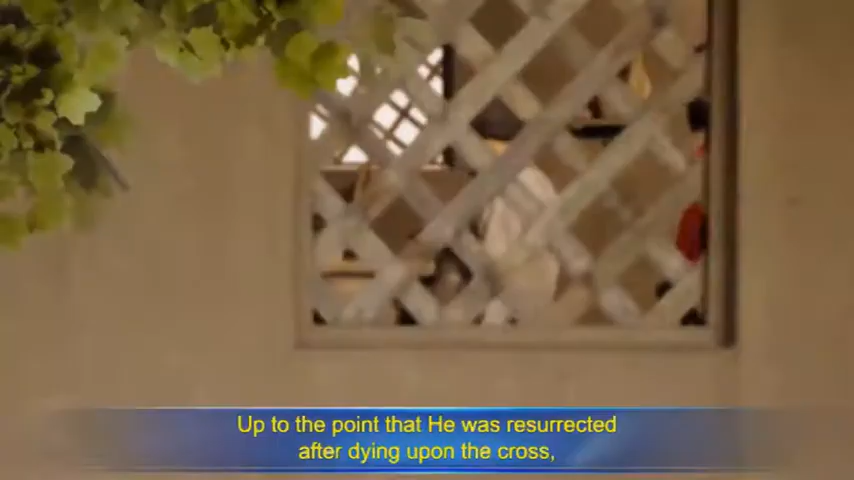 Up to the point that He was resurrected
after dying upon the cross,